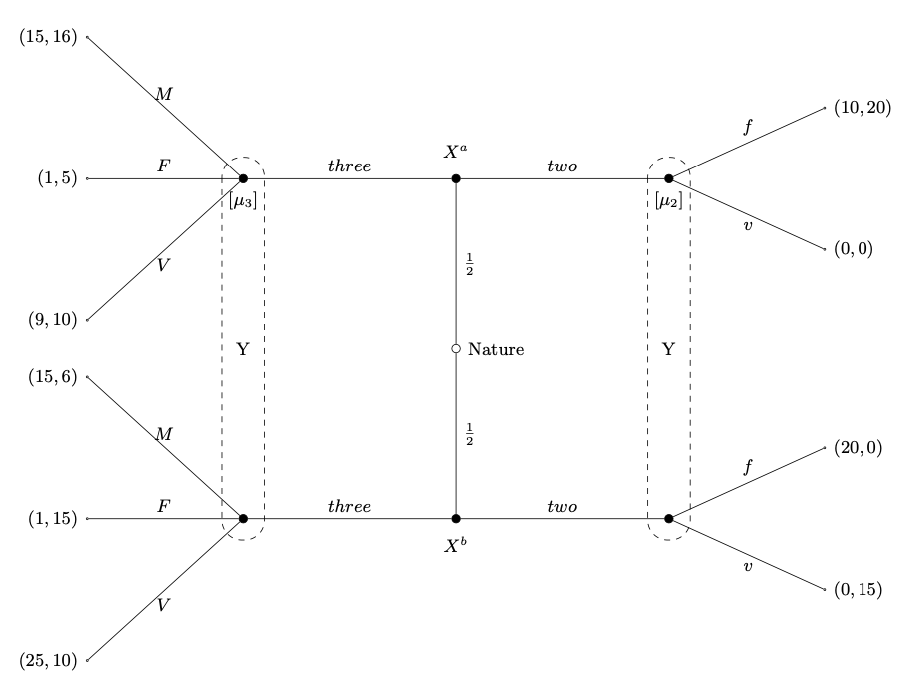 (15, 16)
M
(10,20)
f
X^a
(1, 5)
F
three
two
[μ₃]
[μ₂]
v
(0, 0)
V
1/2
(9, 10)
Y
Nature
Y
(15, 6)
M
1/2
(20, 0)
f
(1, 15)
F
three
two
X^b
v
(0, 15)
V
(25, 10)